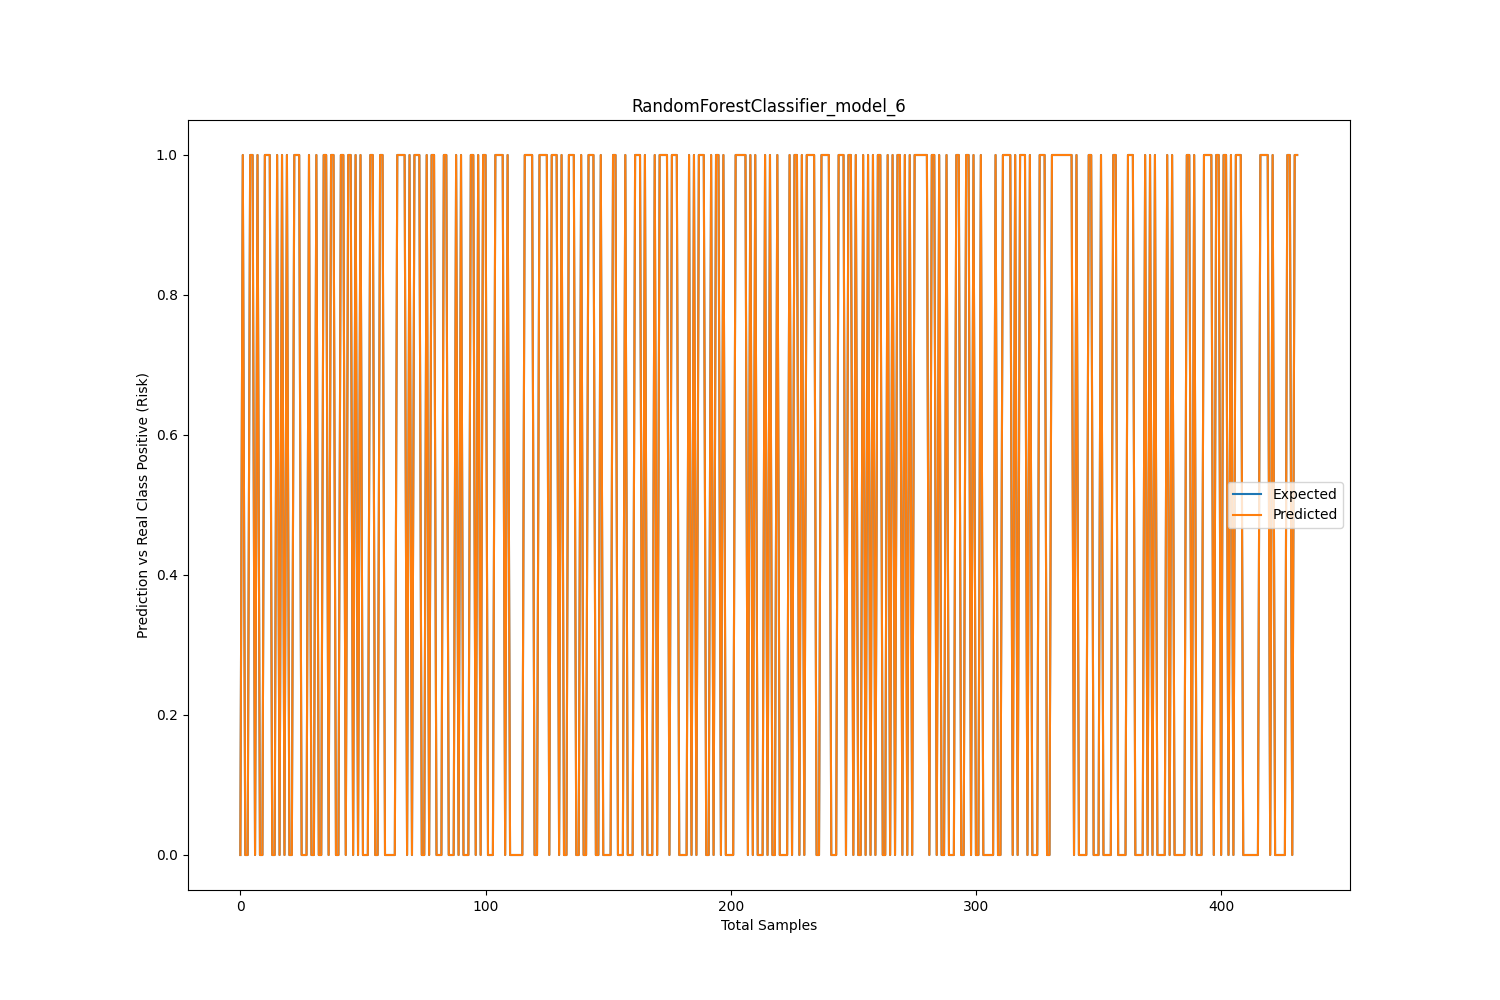 RandomForestClassifier_model_6
1.0
0.8
0.6
0.4
0.2
0.0
Prediction vs Real Class Positive (Risk)
Expected
Predicted
0
100
200
300
400
Total Samples